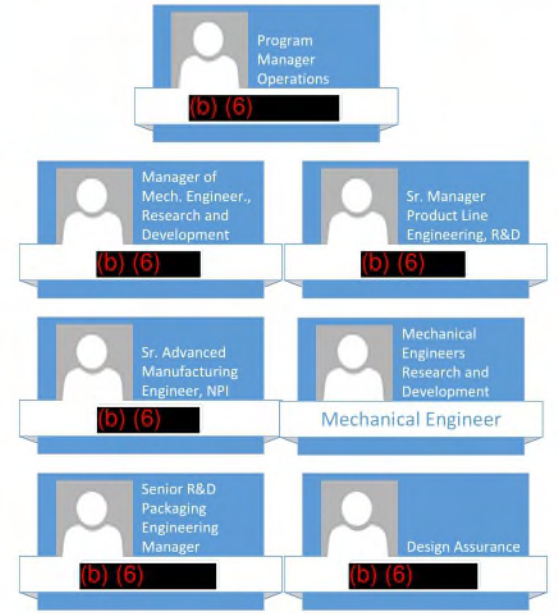 Program
Manager
Operations
(b) (6)
Manager of
Mech. Engineer.,
Research and
Development
(b) (6)
Sr. Manager
Product Line
Engineering, R&D
(b) (6)
Sr. Advanced
Manufacturing
Engineer, NPI
(b) (6)
Mechanical
Engineers
Research and
Development
Mechanical Engineer
Senior R&D
Packaging
Engineering
Manager
(b) (6)
Design Assurance
(b) (6)